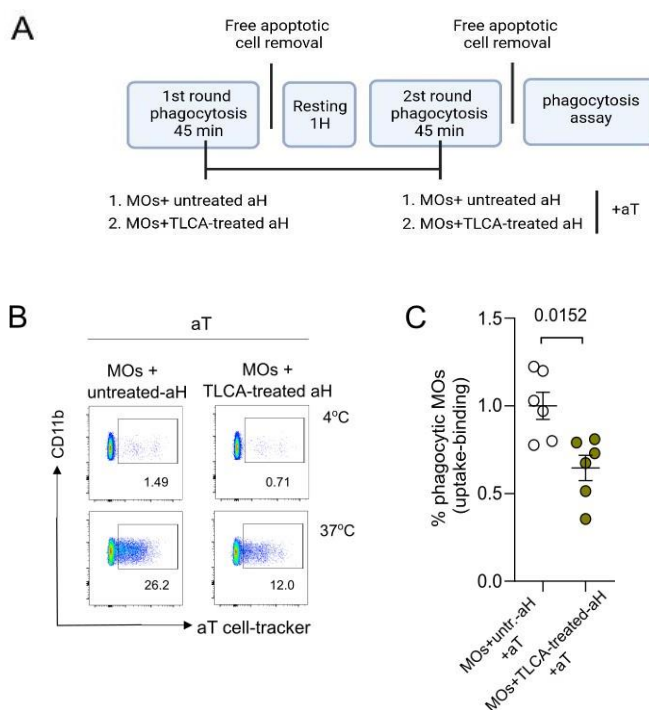 A
Free apoptotic
cell removal
Free apoptotic
cell removal
1st round
phagocytosis
45 min
Resting
1H
2nd round
phagocytosis
45 min
phagocytosis
assay
1. MOs+ untreated aH
2. MOs+TLCA-treated aH
1. MOs+ untreated aH
2. MOs+TLCA-treated aH
+aT
B
aT
MOs +
untreated-aH
MOs +
TLCA-treated aH
4°C
1.49
0.71
37°C
26.2
12.0
CD11b
aT cell-tracker
C
0.0152
% phagocytic MOs
(uptake-binding)
1.5
1.0
0.5
0.0
MOs+untr.-aH
+aT
MOs+TLCA-treated-aH
+aT